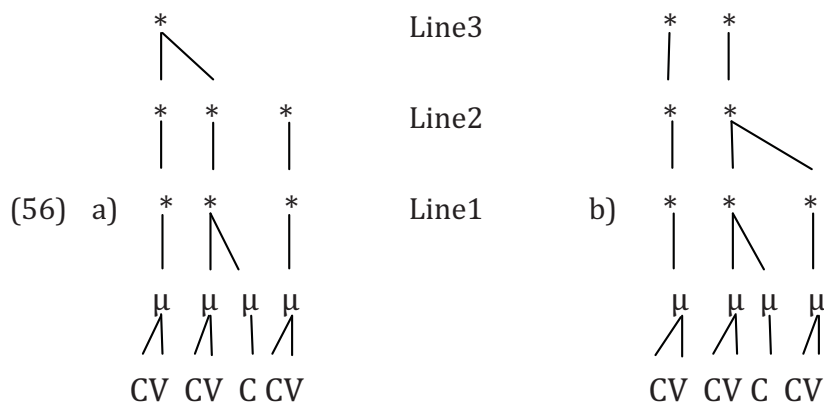 * Line3 * *
* * * Line2 * *
(56) a) * * * Line1 b) * * *
μ μ μ μ μ μ μ μ
CV CV C CV CV CV C CV